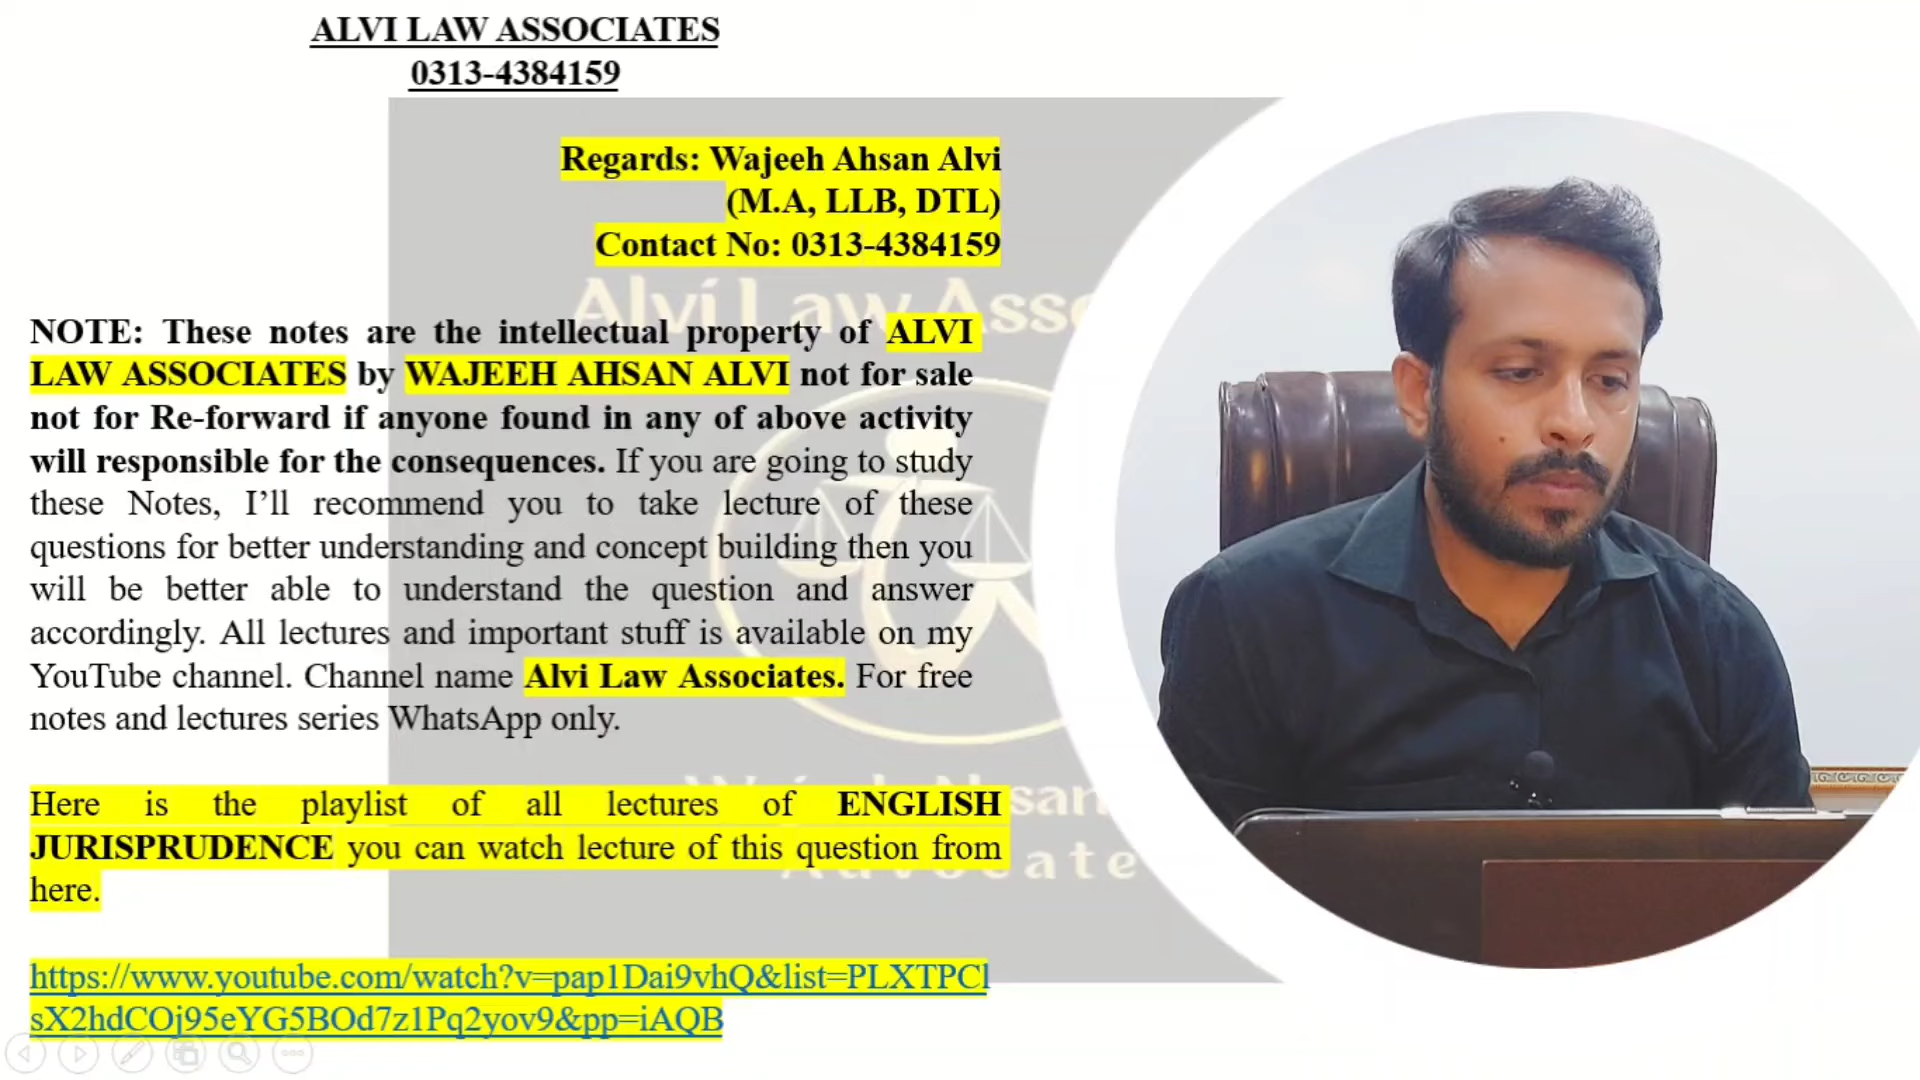 ALVI LAW ASSOCIATES
0313-4384159
Regards: Wajeeh Ahsan Alvi
(M.A, LLB, DTL)
Contact No: 0313-4384159
Alvi Law Asso
NOTE: These notes are the intellectual property of ALVI
LAW ASSOCIATES by WAJEEH AHSAN ALVI not for sale
not for Re-forward if anyone found in any of above activity
will responsible for the consequences. If you are going to study
these Notes, I’ll recommend you to take lecture of these
questions for better understanding and concept building then you
will be better able to understand the question and answer
accordingly. All lectures and important stuff is available on my
YouTube channel. Channel name Alvi Law Associates. For free
notes and lectures series WhatsApp only.
Here is the playlist of all lectures of ENGLISH
JURISPRUDENCE you can watch lecture of this question from
here.
https://www.youtube.com/watch?v=pap1Dai9vhQ&list=PLXTPCl
sX2hdCOj95eYG5BOd7z1Pq2yov9&pp=iAQB